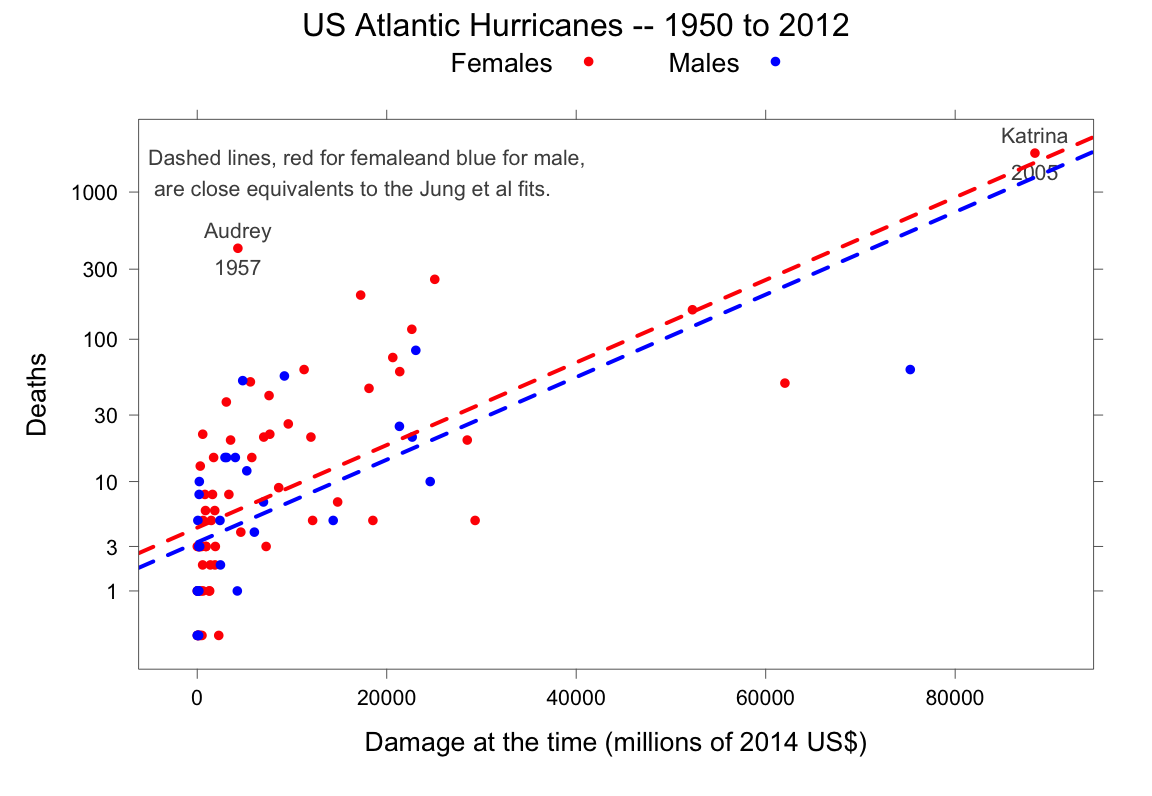 US Atlantic Hurricanes -- 1950 to 2012
Females
Males
Dashed lines, red for femaleand blue for male,
are close equivalents to the Jung et al fits.
Katrina
2005
Audrey
1957
1000
300
100
30
10
3
1
Deaths
0
20000
40000
60000
80000
Damage at the time (millions of 2014 US$)